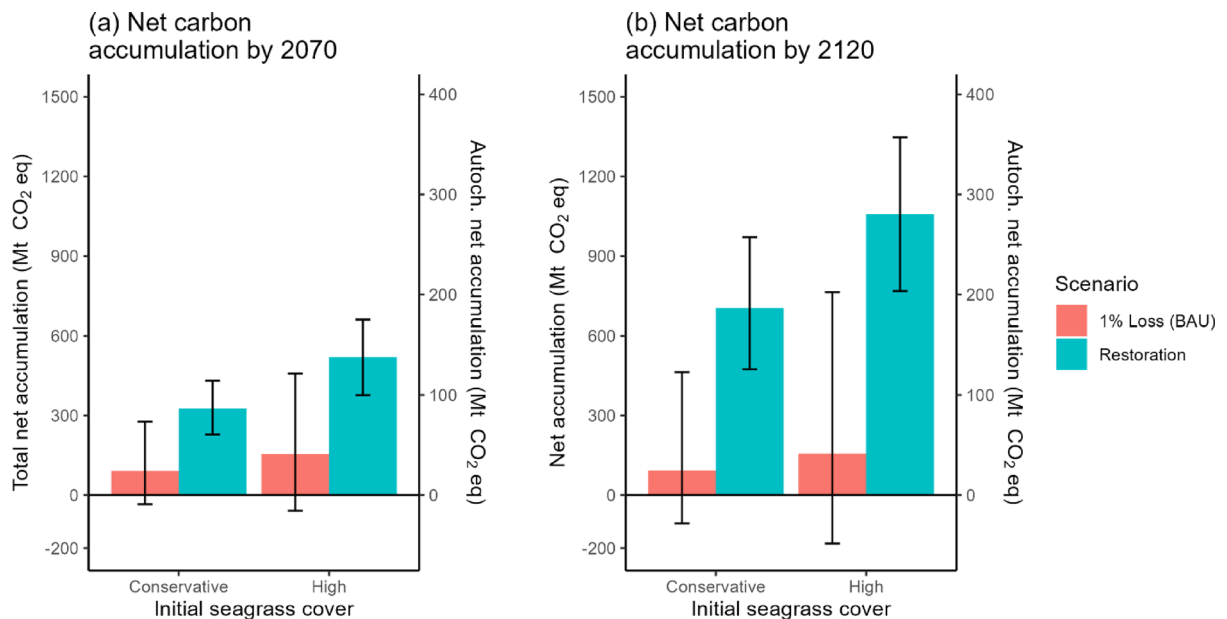 (a) Net carbon
accumulation by 2070
1500
1200
900
600
300
0
-200
Total net accumulation (Mt CO₂ eq)
400
300
200
100
0
Autoch. net accumulation (Mt CO₂ eq)
Conservative High
Initial seagrass cover
(b) Net carbon
accumulation by 2120
1500
1200
900
600
300
0
-200
Net accumulation (Mt CO₂ eq)
400
300
200
100
0
Autoch. net accumulation (Mt CO₂ eq)
Conservative High
Initial seagrass cover
Scenario
1% Loss (BAU)
Restoration